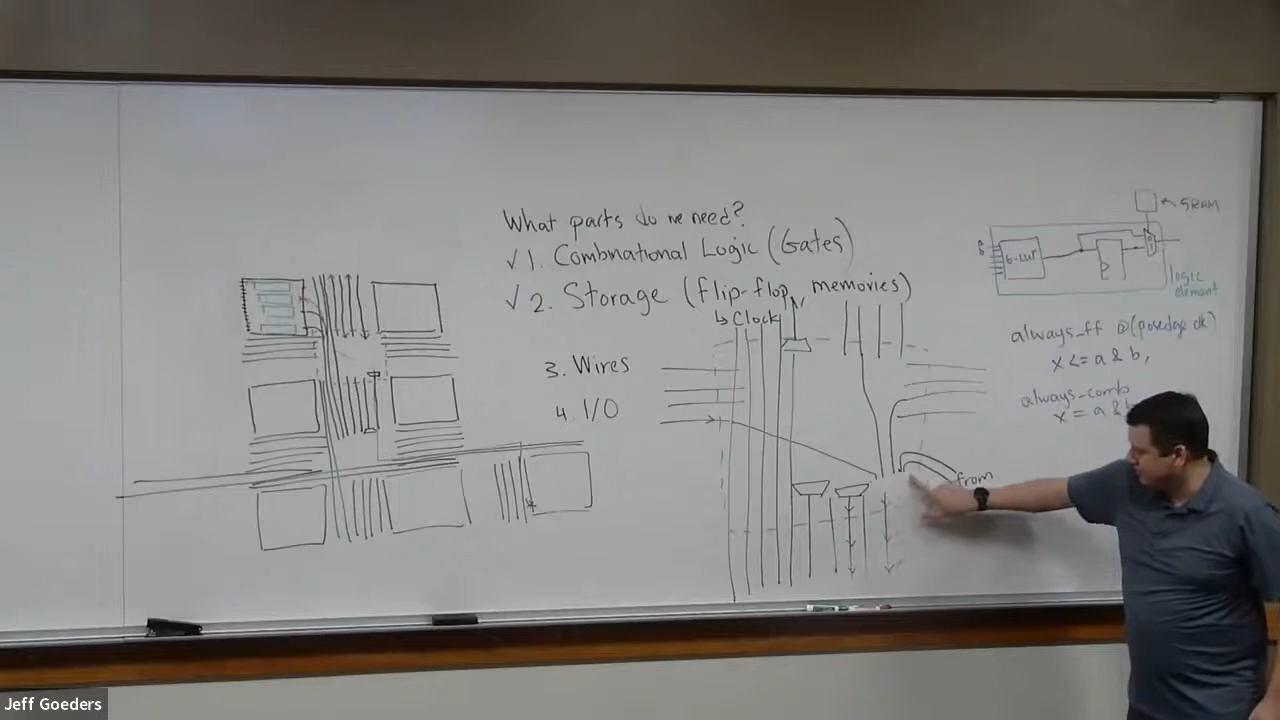 What parts do we need?
✓ 1. Combnational Logic (Gates)
✓ 2. Storage (flip-flop, memories)
↳ Clock
3. Wires
4. I/O
from
SRAM
6-LUT
logic
element
always_ff @(posedge clk)
x <= a & b,
always_comb
x = a &
Jeff Goeders